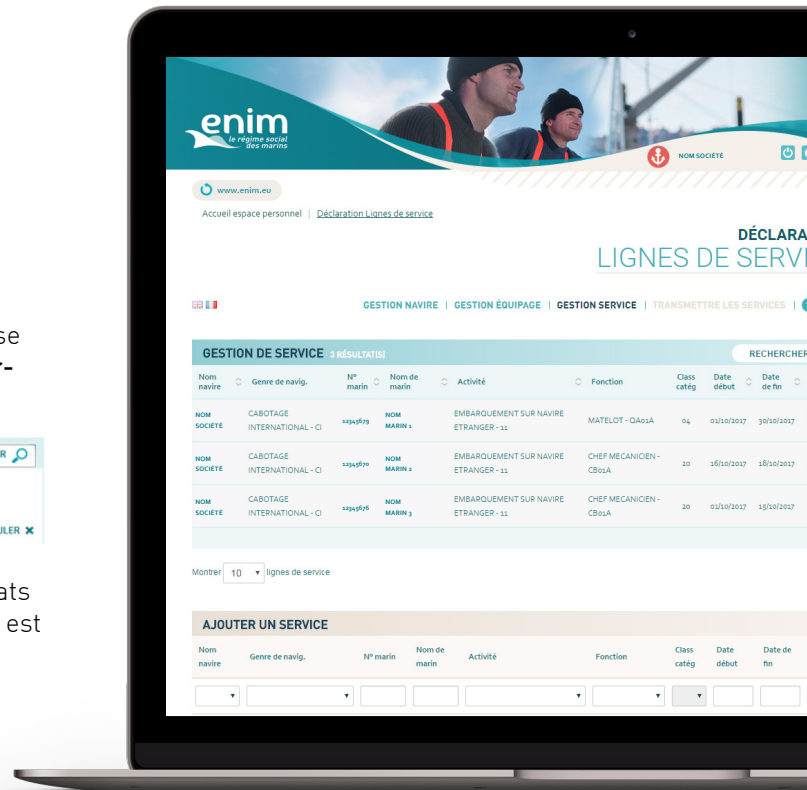 enim
le régime social
des marins
NOM SOCIÉTÉ
www.enim.eu
Accueil espace personnel | Déclaration Lignes de service
DÉCLARA
LIGNES DE SERVI
GESTION NAVIRE | GESTION ÉQUIPAGE | GESTION SERVICE | TRANSMETTRE LES SERVICES |
GESTION DE SERVICE 3 RÉSULTAT(S)
RECHERCHER
Nom navire Genre de navig. N° marin Nom de marin Activité Fonction Class catég Date début Date de fin
NOM SOCIÉTÉ CABOTAGE INTERNATIONAL - CI 12345679 NOM MARIN 1 EMBARQUEMENT SUR NAVIRE ETRANGER - 11 MATELOT - QA01A 04 01/10/2017 30/10/2017
NOM SOCIÉTÉ CABOTAGE INTERNATIONAL - CI 12345670 NOM MARIN 2 EMBARQUEMENT SUR NAVIRE ETRANGER - 11 CHEF MECANICIEN - CB01A 20 16/10/2017 18/10/2017
NOM SOCIÉTÉ CABOTAGE INTERNATIONAL - CI 12345676 NOM MARIN 3 EMBARQUEMENT SUR NAVIRE ETRANGER - 11 CHEF MECANICIEN - CB01A 20 01/10/2017 15/10/2017
Montrer 10 lignes de service
AJOUTER UN SERVICE
Nom navire Genre de navig. N° marin Nom de marin Activité Fonction Class catég Date début Date de fin
se
r-
R
ULER
ats
est